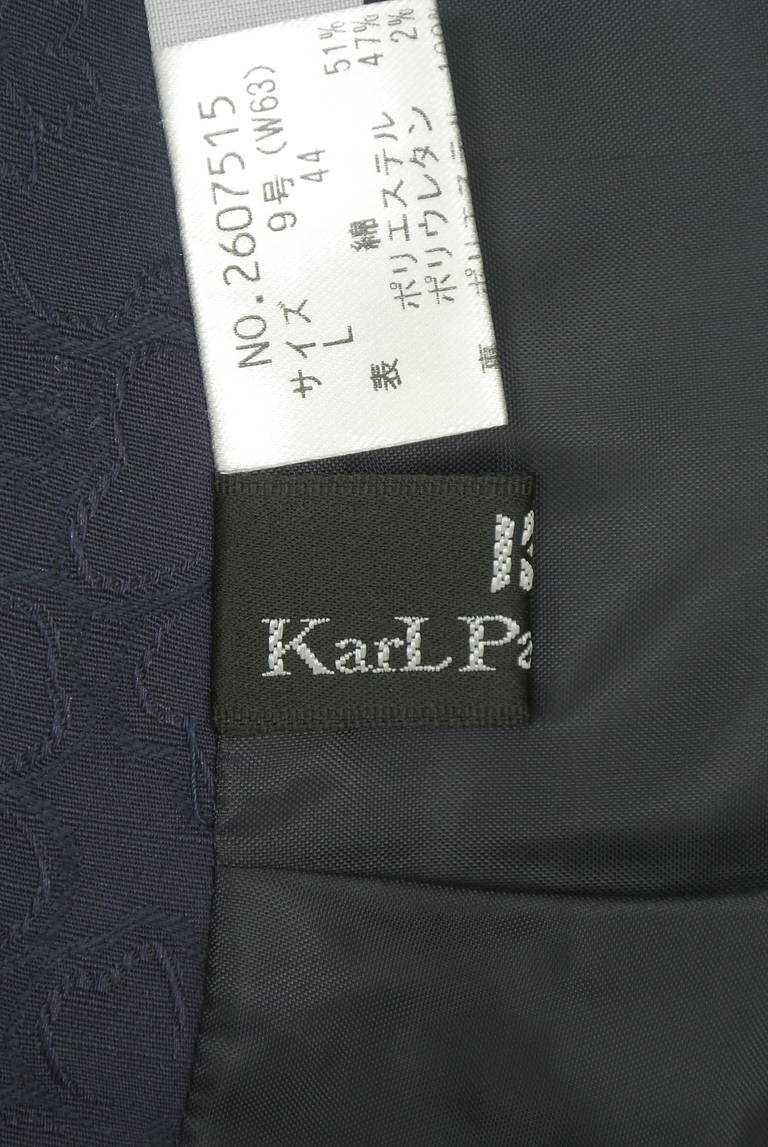 NO.2607515
サイズ 9号(W63)
L 44
表 綿 51%
ポリエステル 47%
ポリウレタン 2%
KarL Pa